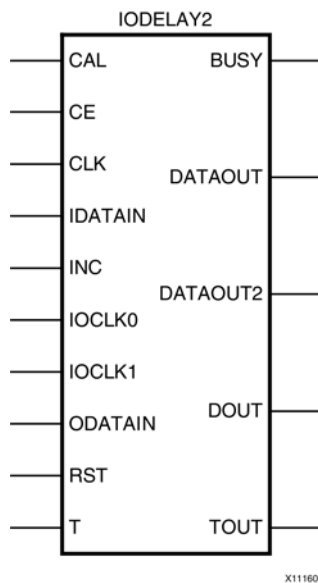 IODELAY2
CAL
BUSY
CE
CLK
DATAOUT
IDATAIN
INC
DATAOUT2
IOCLK0
IOCLK1
DOUT
ODATAIN
RST
T
TOUT
X11160